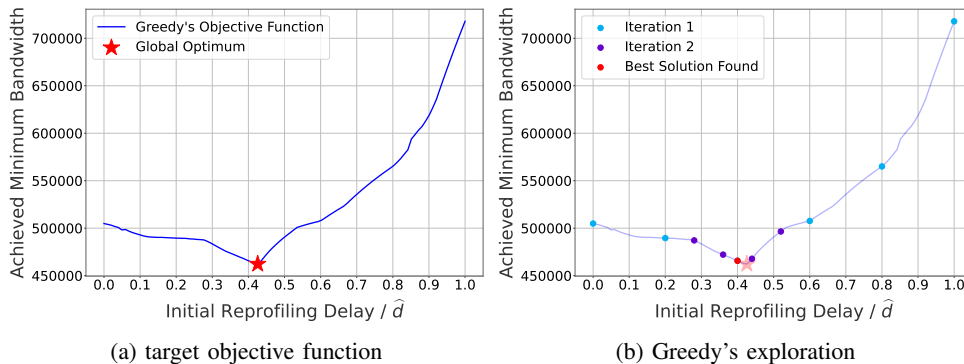 Achieved Minimum Bandwidth
700000
650000
600000
550000
500000
450000
Greedy's Objective Function
Global Optimum
0.0 0.1 0.2 0.3 0.4 0.5 0.6 0.7 0.8 0.9 1.0
Initial Reprofiling Delay / d̂
(a) target objective function
Achieved Minimum Bandwidth
700000
650000
600000
550000
500000
450000
Iteration 1
Iteration 2
Best Solution Found
0.0 0.1 0.2 0.3 0.4 0.5 0.6 0.7 0.8 0.9 1.0
Initial Reprofiling Delay / d̂
(b) Greedy's exploration